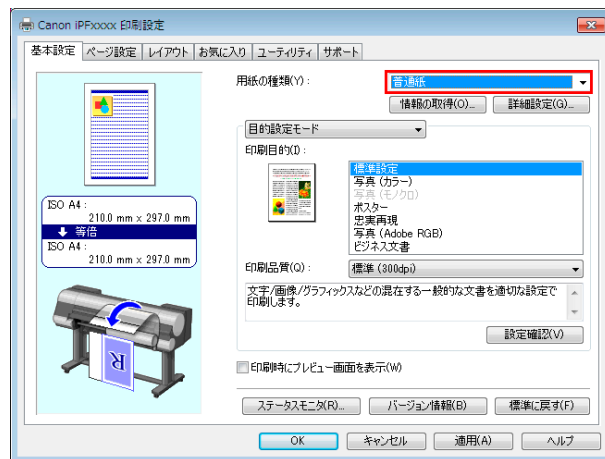 Canon iPFxxxx 印刷設定
基本設定 ページ設定 レイアウト お気に入り ユーティリティ サポート
用紙の種類(Y)： 普通紙
情報の取得(O)... 詳細設定(G)...
目的設定モード
印刷目的(I)：
標準設定
写真 (カラー)
写真 (モノクロ)
ポスター
忠実再現
写真 (Adobe RGB)
ビジネス文書
ISO A4：
210.0 mm x 297.0 mm
等倍
ISO A4：
210.0 mm x 297.0 mm
印刷品質(Q)： 標準 (300dpi)
文字/画像/グラフィックスなどの混在する一般的な文書を適切な設定で
印刷します。
設定確認(V)
R
印刷時にプレビュー画面を表示(W)
ステータスモニタ(R)... バージョン情報(B) 標準に戻す(F)
OK キャンセル 適用(A) ヘルプ